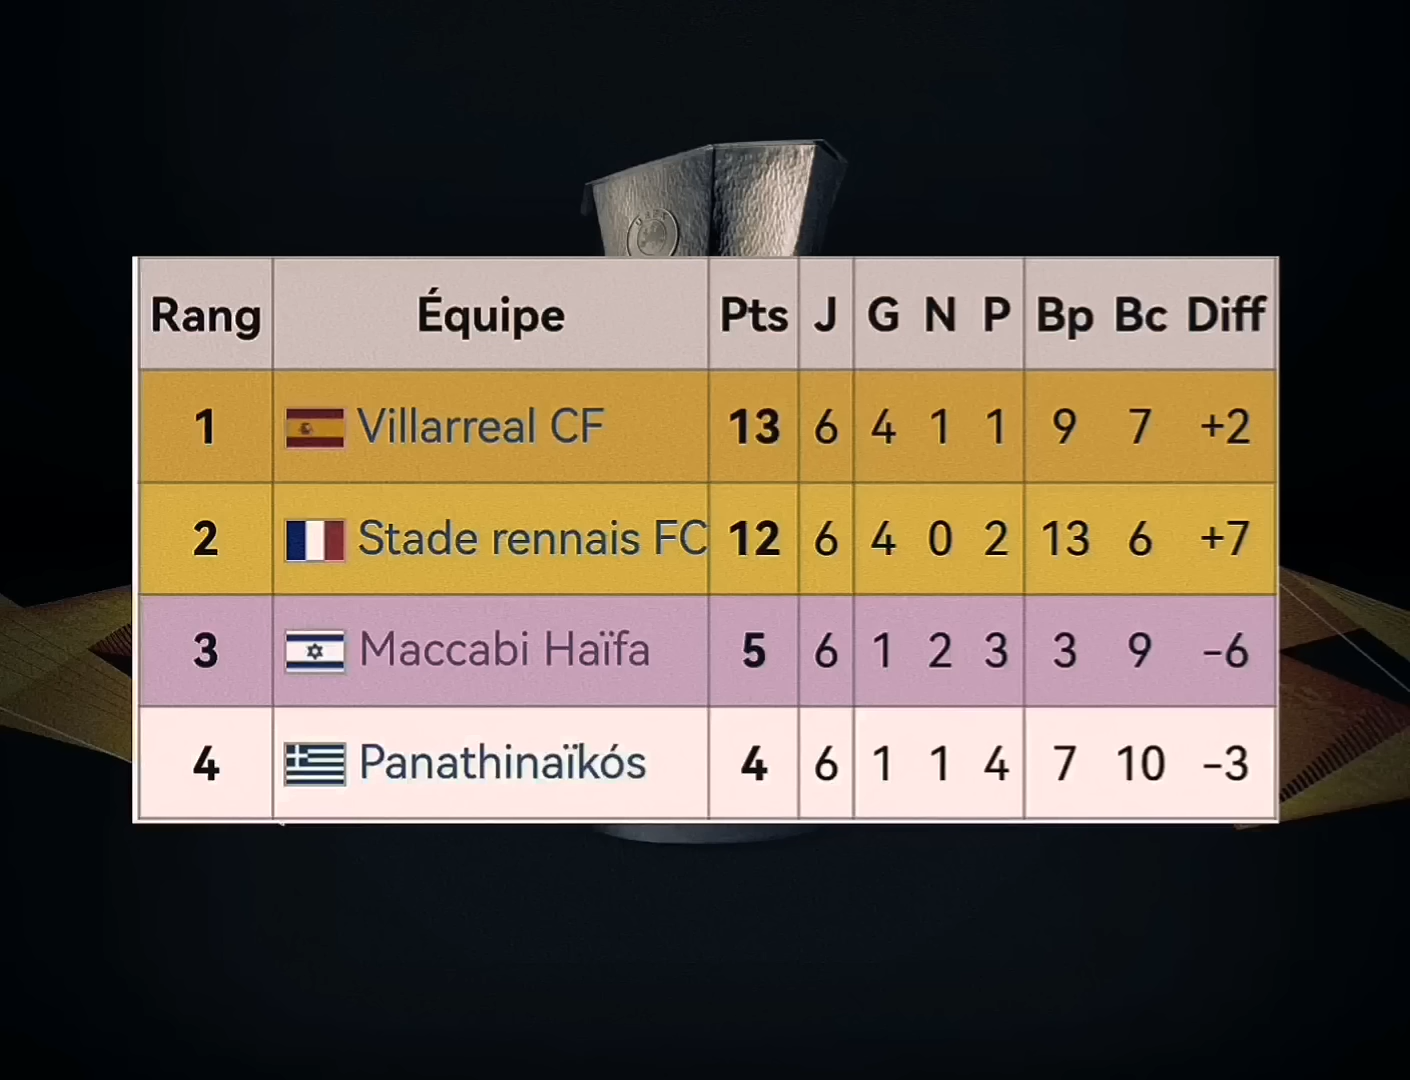 Rang Équipe Pts J G N P Bp Bc Diff
1 Villarreal CF 13 6 4 1 1 9 7 +2
2 Stade rennais FC 12 6 4 0 2 13 6 +7
3 Maccabi Haïfa 5 6 1 2 3 3 9 -6
4 Panathinaïkós 4 6 1 1 4 7 10 -3